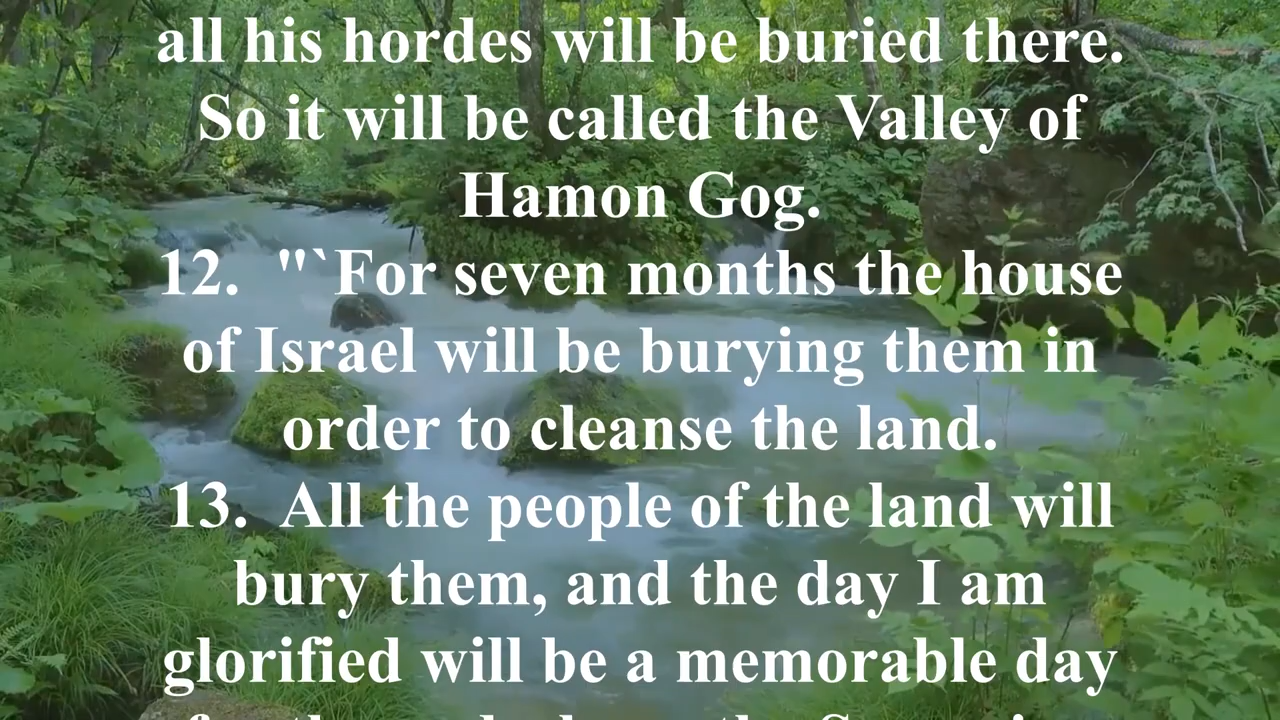 all his hordes will be buried there.
So it will be called the Valley of
Hamon Gog.
12.  "`For seven months the house
of Israel will be burying them in
order to cleanse the land.
13.  All the people of the land will
bury them, and the day I am
glorified will be a memorable day